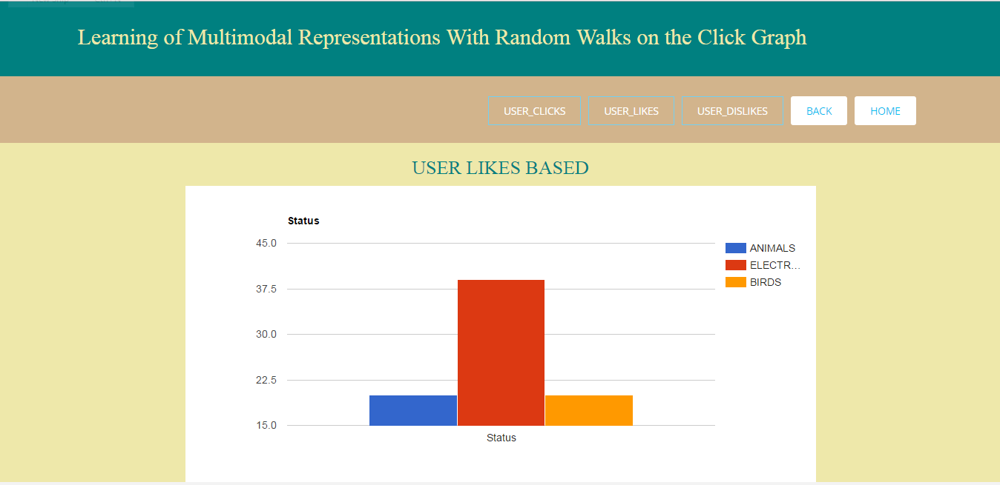 Learning of Multimodal Representations With Random Walks on the Click Graph
USER_CLICKS USER_LIKES USER_DISLIKES BACK HOME
USER LIKES BASED
Status
45.0
37.5
30.0
22.5
15.0
Status
ANIMALS
ELECTR...
BIRDS